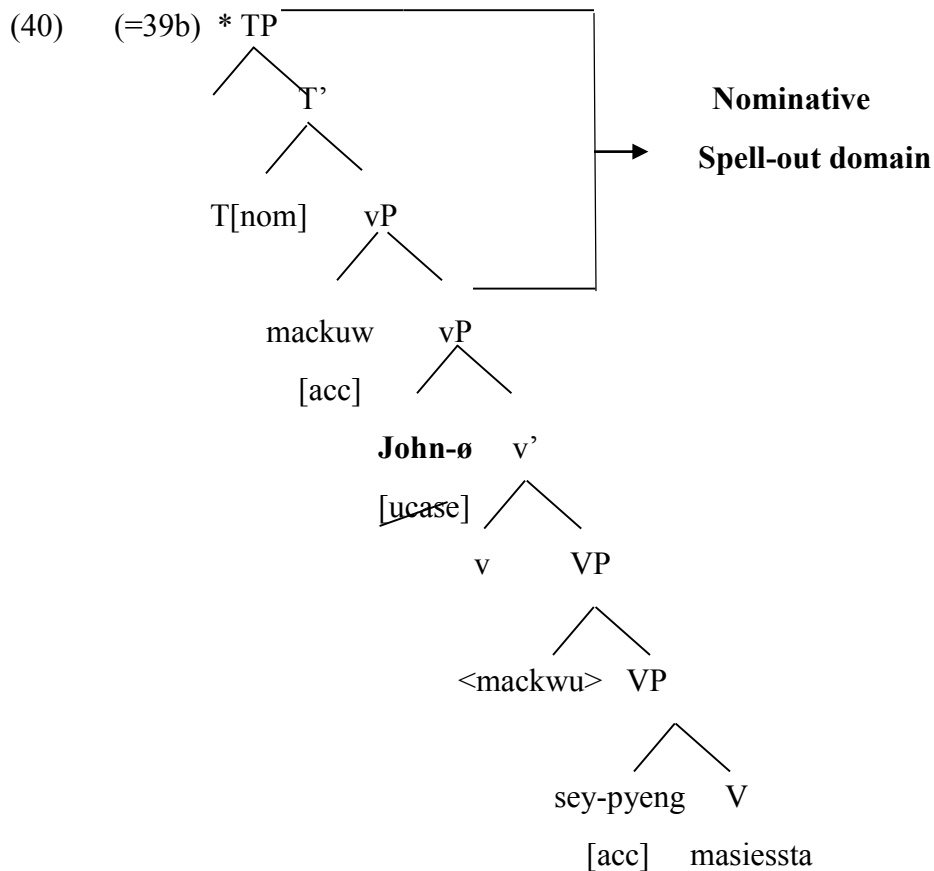 (40) (=39b) * TP
T’
Nominative
Spell-out domain
T[nom] vP
mackuw vP
[acc]
John-ø v’
[ucase]
v VP
<mackwu> VP
sey-pyeng V
[acc] masiessta